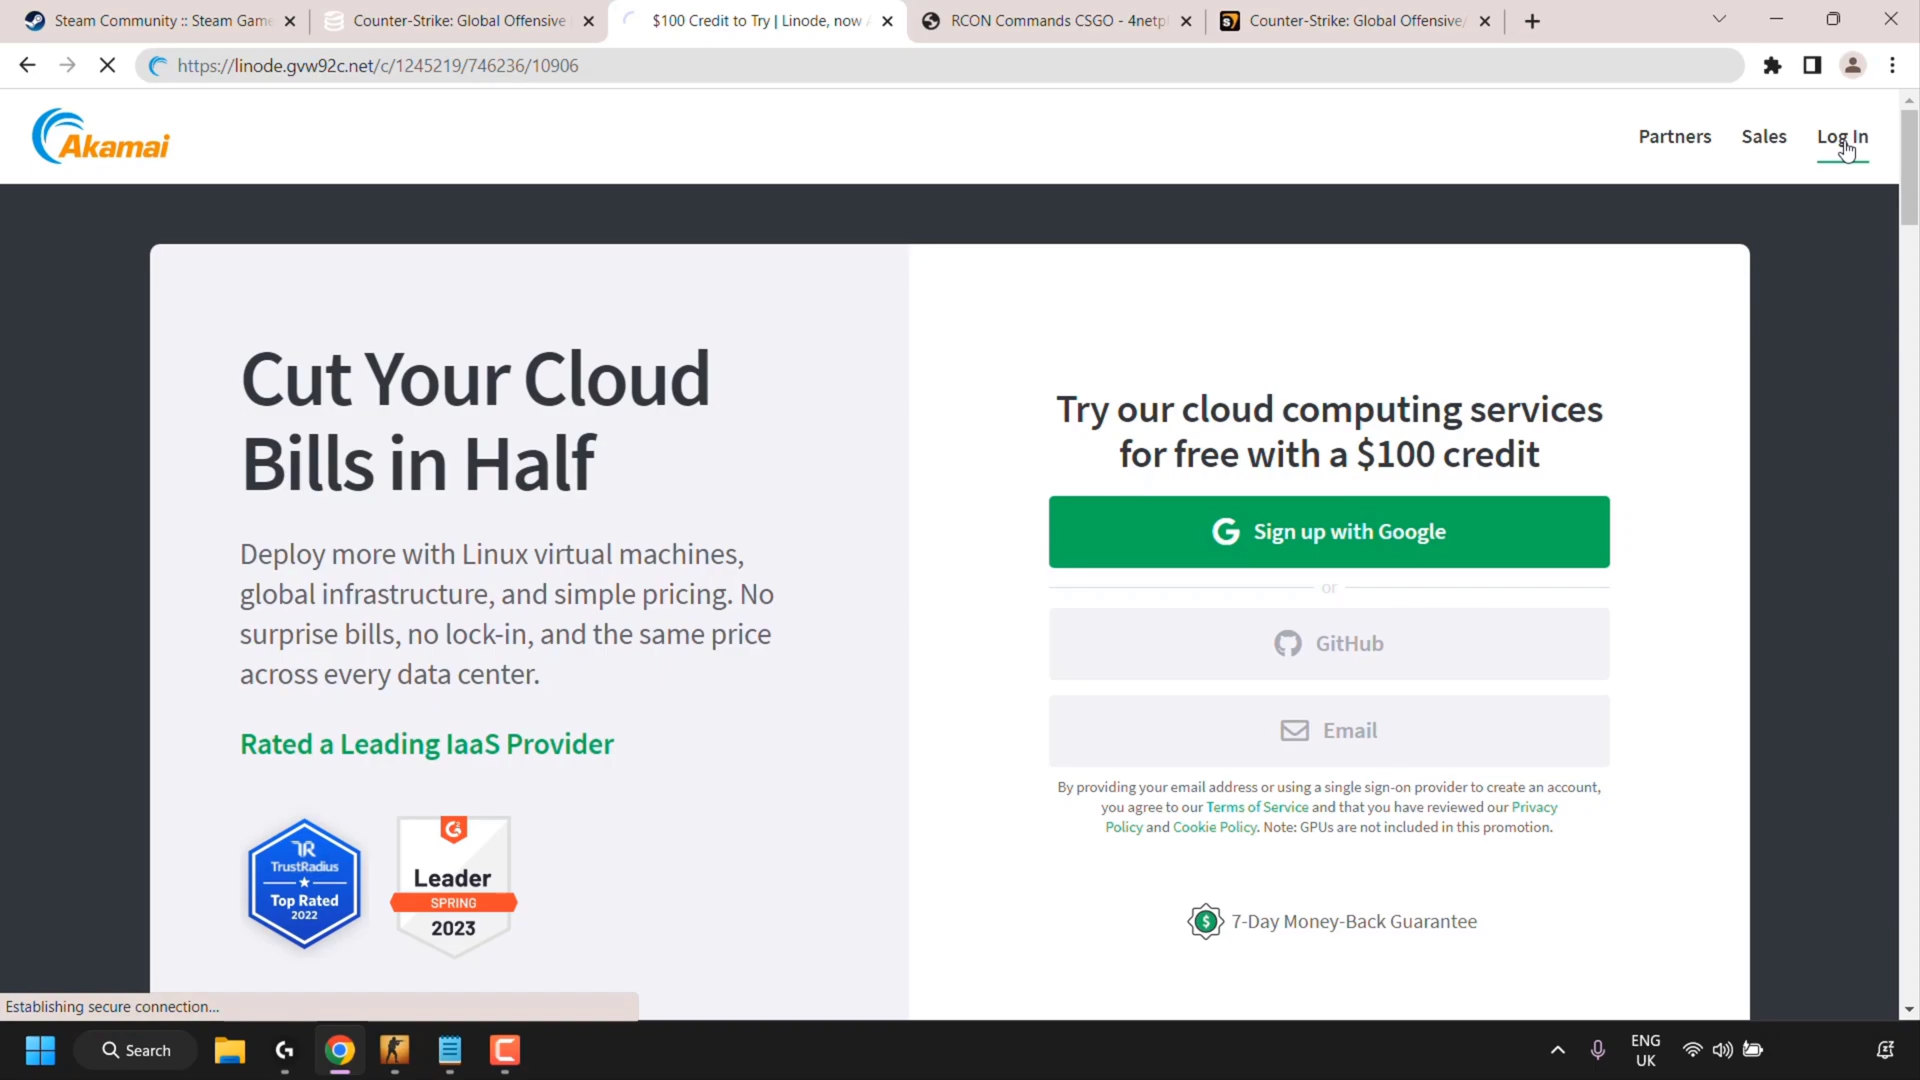 Steam Community :: Steam Game
Counter-Strike: Global Offensive
$100 Credit to Try | Linode, now
RCON Commands CSGO - 4netpl
Counter-Strike: Global Offensive/
https://linode.gvw92c.net/c/1245219/746236/10906
Akamai
Partners
Sales
Log In
Cut Your Cloud
Bills in Half
Deploy more with Linux virtual machines,
global infrastructure, and simple pricing. No
surprise bills, no lock-in, and the same price
across every data center.
Rated a Leading IaaS Provider
TR
TrustRadius
Top Rated
2022
G
Leader
SPRING
2023
Try our cloud computing services
for free with a $100 credit
G Sign up with Google
or
GitHub
Email
By providing your email address or using a single sign-on provider to create an account,
you agree to our Terms of Service and that you have reviewed our Privacy
Policy and Cookie Policy. Note: GPUs are not included in this promotion.
$ 7-Day Money-Back Guarantee
Establishing secure connection...
Search
ENG
UK